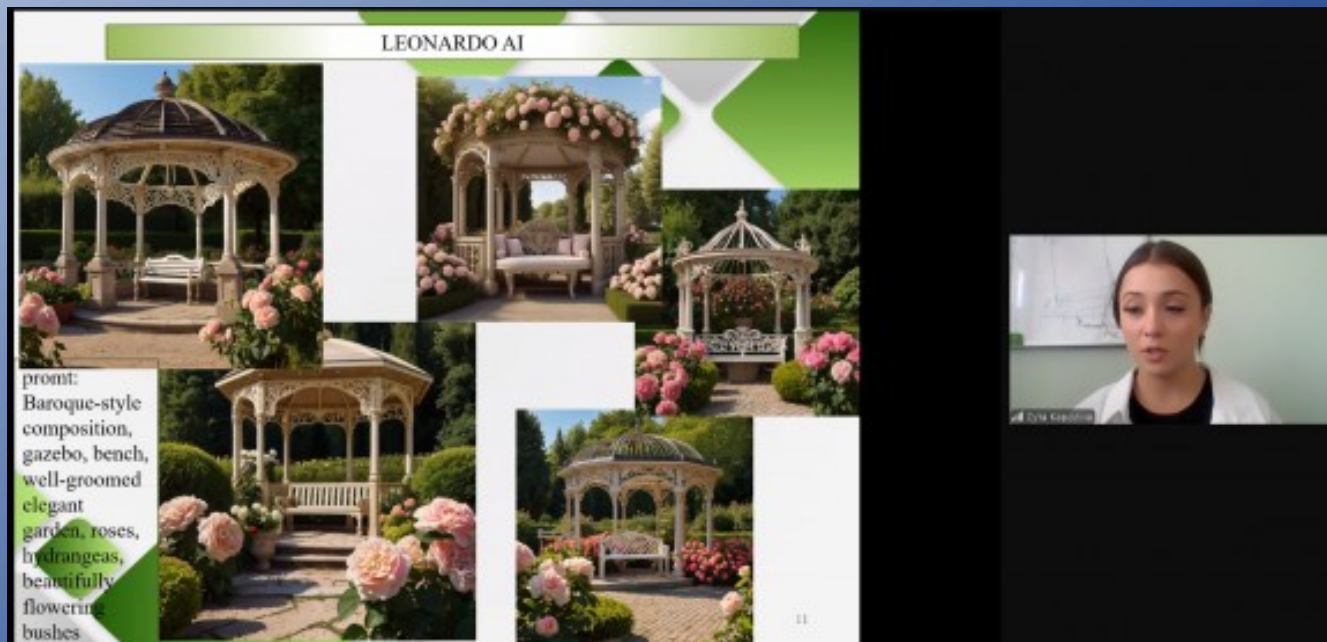 LEONARDO AI
promt:
Baroque-style
composition,
gazebo, bench,
well-groomed
elegant
garden, roses,
hydrangeas,
beautifully
flowering
bushes
11